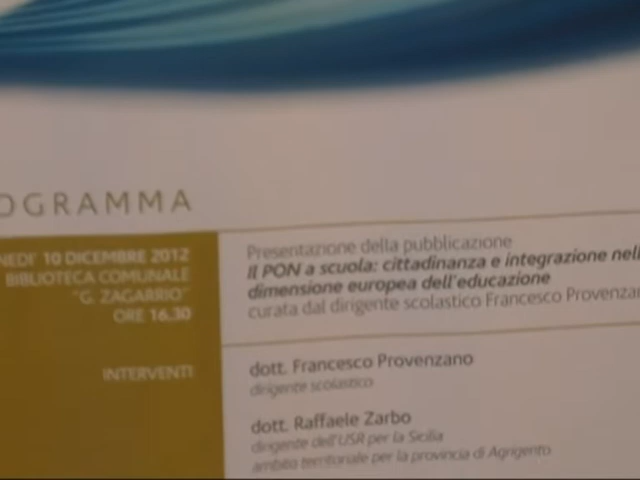 OGRAMMA
NEDI' 10 DICEMBRE 2012
BIBLIOTECA COMUNALE
"G. ZAGARRIO"
ORE 16.30
Presentazione della pubblicazione
Il PON a scuola: cittadinanza e integrazione nell
dimensione europea dell'educazione
curata dal dirigente scolastico Francesco Provenzan
INTERVENTI
dott. Francesco Provenzano
dirigente scolastico
dott. Raffaele Zarbo
dirigente dell'USR per la Sicilia
ambito territoriale per la provincia di Agrigento